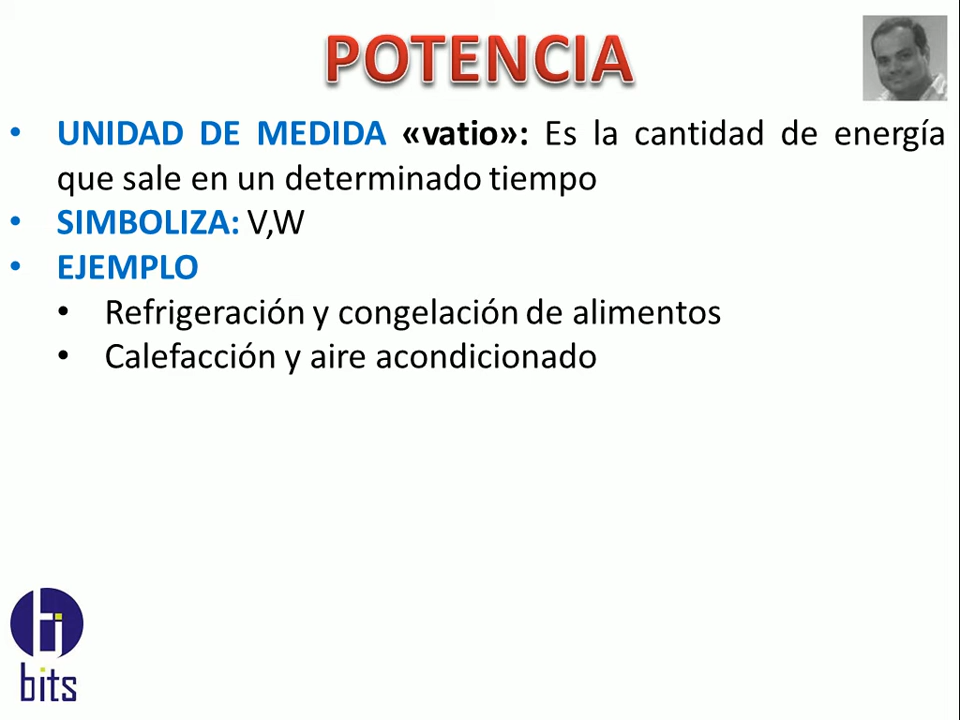 POTENCIA
• UNIDAD DE MEDIDA «vatio»: Es la cantidad de energía
que sale en un determinado tiempo
• SIMBOLIZA: V,W
• EJEMPLO
• Refrigeración y congelación de alimentos
• Calefacción y aire acondicionado
bits